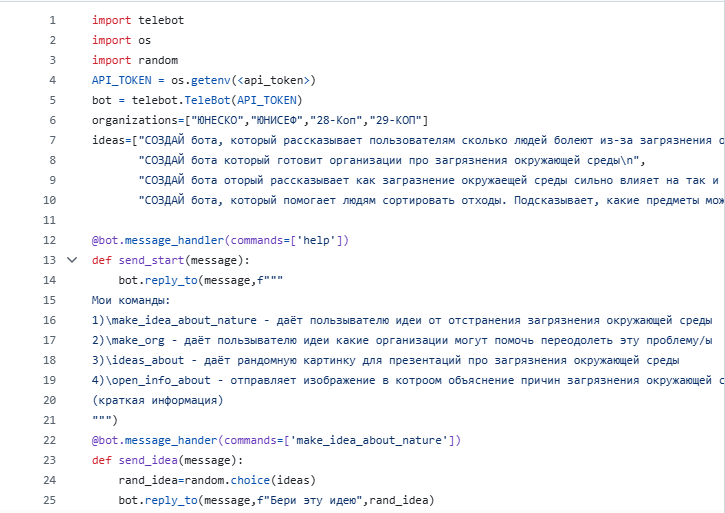 1 import telebot
2 import os
3 import random
4 API_TOKEN = os.getenv(<api_token>)
5 bot = telebot.TeleBot(API_TOKEN)
6 organizations=["ЮНЕСКО","ЮНИСЕФ","28-Коп","29-КОП"]
7 ideas=["СОЗДАЙ бота, который рассказывает пользователям сколько людей болеют из-за загрязнения о
8 "СОЗДАЙ бота который готовит организации про загрязнения окружающей среды\n",
9 "СОЗДАЙ бота оторый рассказывает как загразнение окружаещей среды сильно влияет на так и
10 "СОЗДАЙ бота, который помогает людям сортировать отходы. Подсказывает, какие предметы мож
11
12 @bot.message_handler(commands=['help'])
13 def send_start(message):
14 bot.reply_to(message,f"""
15 Мои команды:
16 1)\make_idea_about_nature - даёт пользывателю идеи от отстранения загрязнения окружающей среды
17 2)\make_org - даёт пользувателю идеи какие организации могут помочь переодолеть эту проблему/ы
18 3)\ideas_about - даёт рандомную картинку для презентаций про загрязнения окружающей среды
19 4)\open_info_about - отправляет изображение в котроом объяснение причин загрязнения окружающей с
20 (краткая информация)
21 """)
22 @bot.message_hander(commands=['make_idea_about_nature'])
23 def send_idea(message):
24 rand_idea=random.choice(ideas)
25 bot.reply_to(message,f"Бери эту идею",rand_idea)